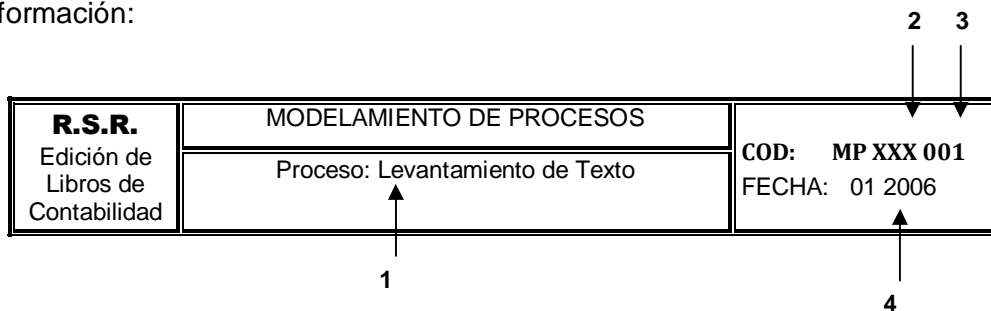 formación:
2 3
R.S.R.
Edición de
Libros de
Contabilidad
MODELAMIENTO DE PROCESOS
Proceso: Levantamiento de Texto
COD: MP XXX 001
FECHA: 01 2006
1
4